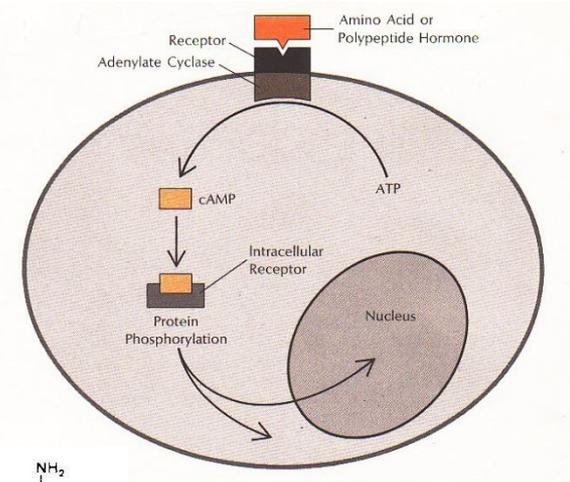 Amino Acid or
Polypeptide Hormone
Receptor
Adenylate Cyclase
ATP
cAMP
Intracellular
Receptor
Nucleus
Protein
Phosphorylation
NH2